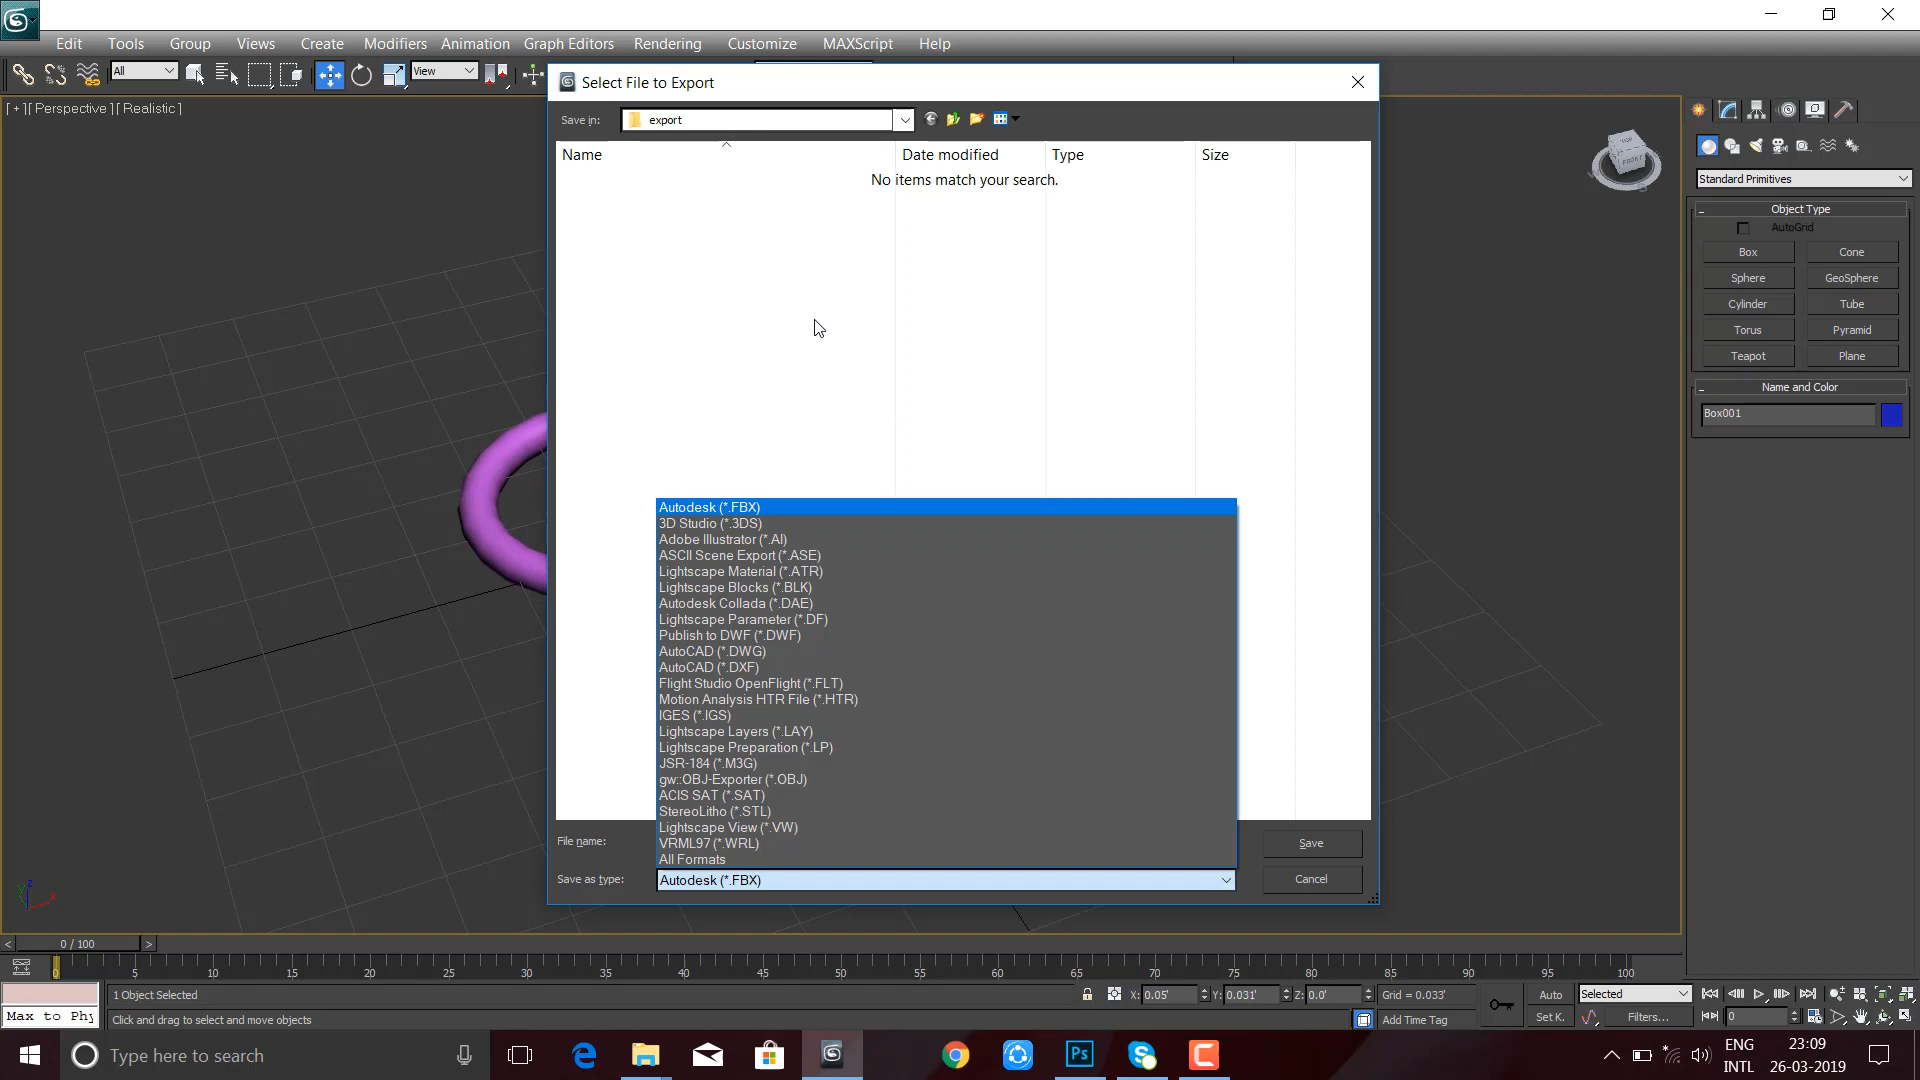 Edit Tools Group Views Create Modifiers Animation Graph Editors Rendering Customize MAXScript Help
All View
Select File to Export
[ + ][ Perspective ][ Realistic ]
Save in: export
Name Date modified Type Size
No items match your search.
Autodesk (*.FBX)
3D Studio (*.3DS)
Adobe Illustrator (*.AI)
ASCII Scene Export (*.ASE)
Lightscape Material (*.ATR)
Lightscape Blocks (*.BLK)
Autodesk Collada (*.DAE)
Lightscape Parameter (*.DF)
Publish to DWF (*.DWF)
AutoCAD (*.DWG)
AutoCAD (*.DXF)
Flight Studio OpenFlight (*.FLT)
Motion Analysis HTR File (*.HTR)
IGES (*.IGS)
Lightscape Layers (*.LAY)
Lightscape Preparation (*.LP)
JSR-184 (*.M3G)
gw::OBJ-Exporter (*.OBJ)
ACIS SAT (*.SAT)
StereoLitho (*.STL)
Lightscape View (*.VW)
VRML97 (*.WRL)
All Formats
File name: Save
Save as type: Autodesk (*.FBX) Cancel
TOP
FRONT
Standard Primitives
Object Type
AutoGrid
Box Cone
Sphere GeoSphere
Cylinder Tube
Torus Pyramid
Teapot Plane
Name and Color
Box001
z
y
x
< 0 / 100 >
0 5 10 15 20 25 30 35 40 45 50 55 60 65 70 75 80 85 90 95 100
1 Object Selected X: 0.05' Y: 0.031' Z: 0.0' Grid = 0.033' Auto Selected
Max to Phy Click and drag to select and move objects Add Time Tag Set K. Filters... 0
Type here to search
Ps
ENG 23:09
INTL 26-03-2019